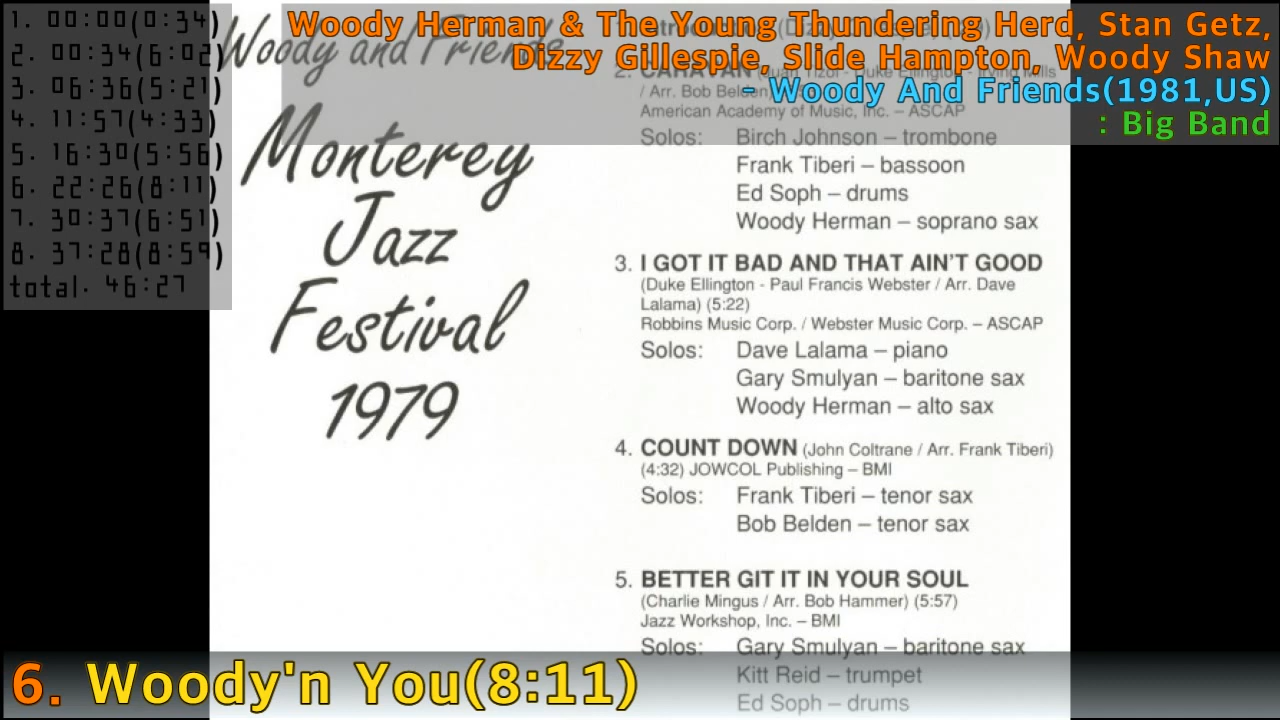 1. 00:00(0:34)
2. 00:34(6:02)
3. 06:36(5:21)
4. 11:57(4:33)
5. 16:30(5:56)
6. 22:26(8:11)
7. 30:37(6:51)
8. 37:28(8:59)
total. 46:27
Woody Herman & The Young Thundering Herd, Stan Getz,
Dizzy Gillespie, Slide Hampton, Woody Shaw
- Woody And Friends(1981,US)
: Big Band
Woody and Friends
Monterey
Jazz
Festival
1979
2. CARAVAN (Juan Tizol - Duke Ellington - Irving Mills
/ Arr. Bob Belden)
American Academy of Music, Inc. – ASCAP
Solos: Birch Johnson – trombone
Frank Tiberi – bassoon
Ed Soph – drums
Woody Herman – soprano sax
3. I GOT IT BAD AND THAT AIN'T GOOD
(Duke Ellington - Paul Francis Webster / Arr. Dave
Lalama) (5:22)
Robbins Music Corp. / Webster Music Corp. – ASCAP
Solos: Dave Lalama – piano
Gary Smulyan – baritone sax
Woody Herman – alto sax
4. COUNT DOWN (John Coltrane / Arr. Frank Tiberi)
(4:32) JOWCOL Publishing – BMI
Solos: Frank Tiberi – tenor sax
Bob Belden – tenor sax
5. BETTER GIT IT IN YOUR SOUL
(Charlie Mingus / Arr. Bob Hammer) (5:57)
Jazz Workshop, Inc. – BMI
Solos: Gary Smulyan – baritone sax
Kitt Reid – trumpet
Ed Soph – drums
6. Woody'n You(8:11)